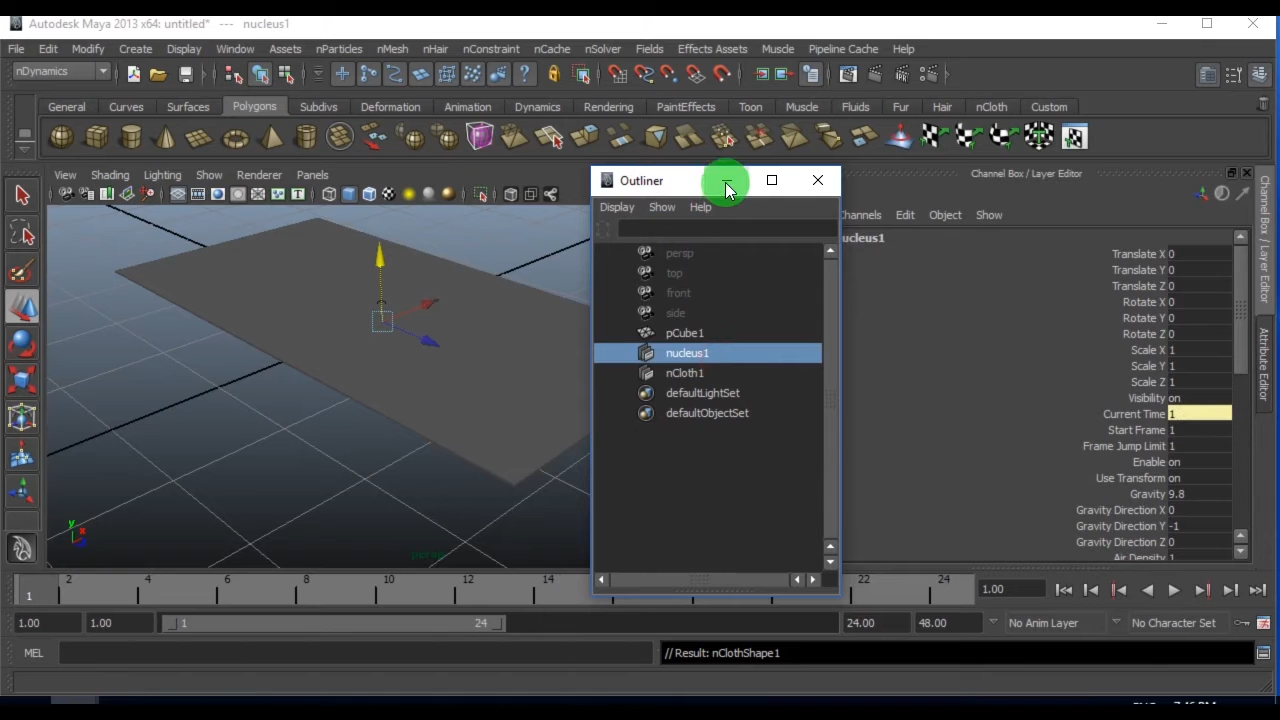 Autodesk Maya 2013 x64: untitled* --- nucleus1
File Edit Modify Create Display Window Assets nParticles nMesh nHair nConstraint nCache nSolver Fields Effects Assets Muscle Pipeline Cache Help
nDynamics
General Curves Surfaces Polygons Subdivs Deformation Animation Dynamics Rendering PaintEffects Toon Muscle Fluids Fur Hair nCloth Custom
View Shading Lighting Show Renderer Panels
Outliner
Display Show Help
persp
top
front
side
pCube1
nucleus1
nCloth1
defaultLightSet
defaultObjectSet
Channel Box / Layer Editor
Edit Object Show
Translate X 0
Translate Y 0
Translate Z 0
Rotate X 0
Rotate Y 0
Rotate Z 0
Scale X 1
Scale Y 1
Scale Z 1
Visibility on
Current Time 1
Start Frame 1
Frame Jump Limit 1
Enable on
Use Transform on
Gravity 9.8
Gravity Direction X 0
Gravity Direction Y -1
Gravity Direction Z 0
Air Density 1
Channel Box / Layer Editor
Attribute Editor
y
x
z
persp
2 4 6 8 10 12 14 22 24
1
1.00
1.00 1.00 1 24 24.00 48.00 No Anim Layer No Character Set
MEL
// Result: nClothShape1